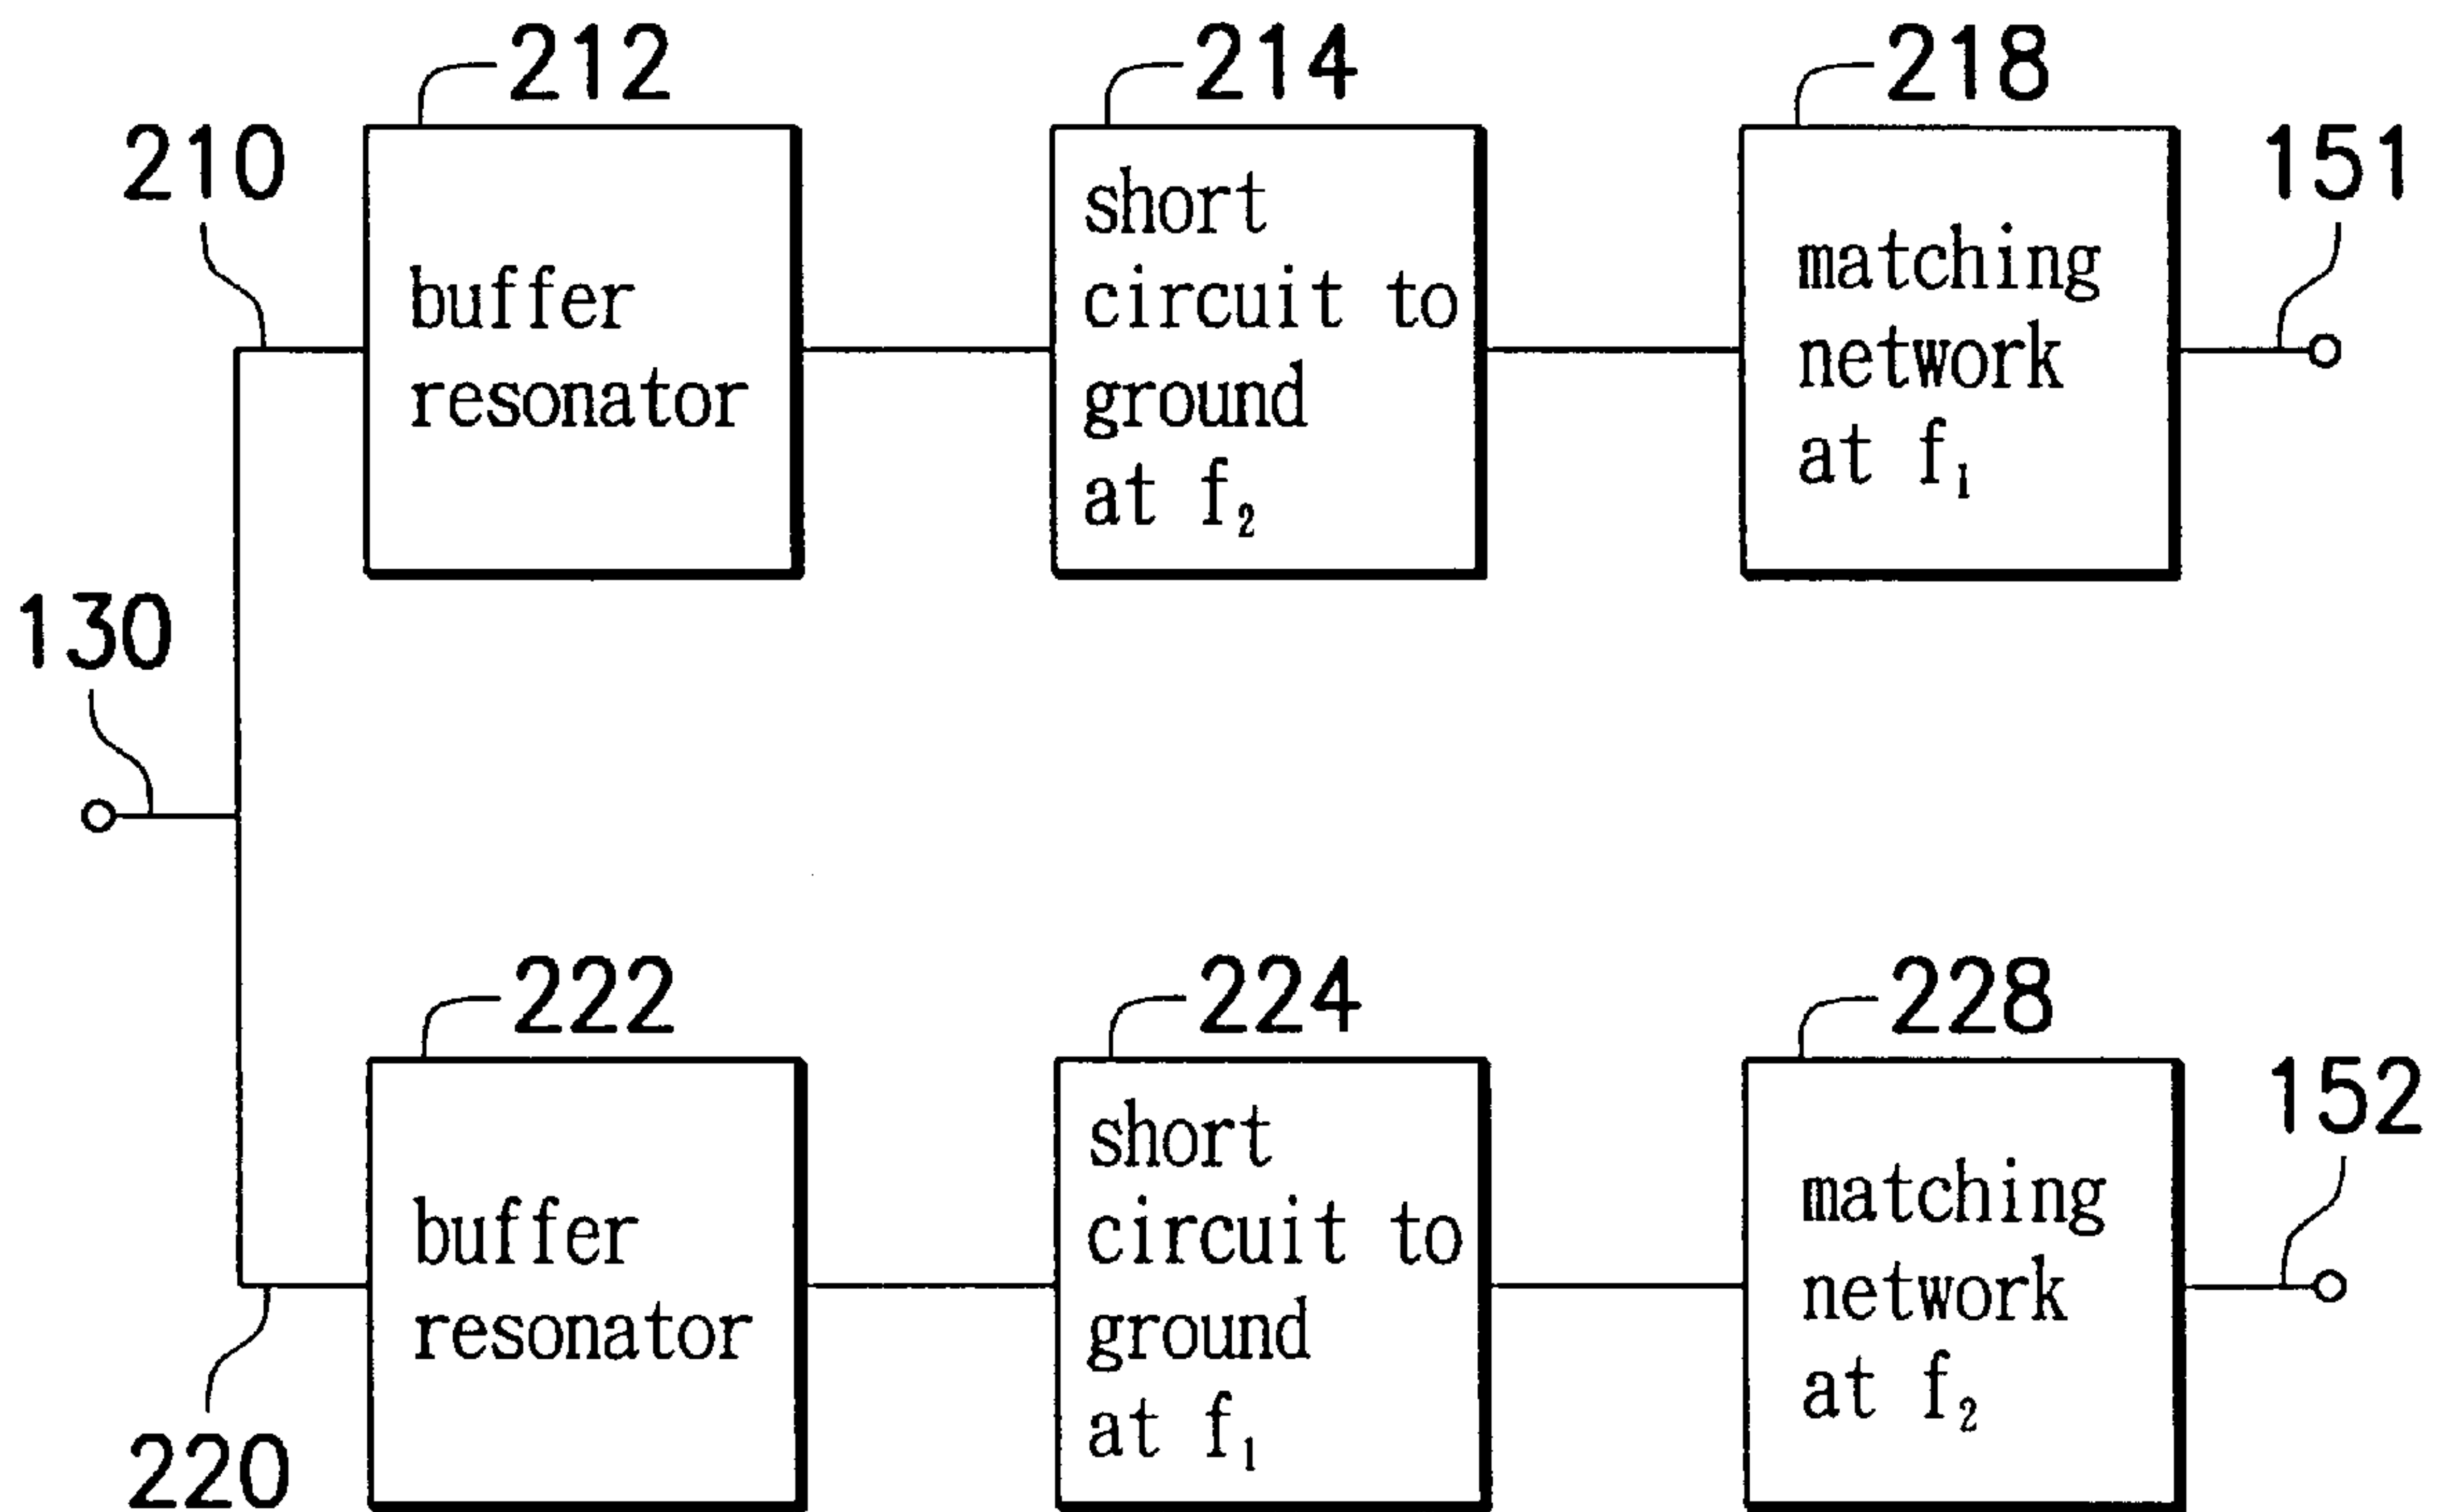 212
214
218
210
151
buffer
resonator
short
circuit to
ground
at f₂
matching
network
at f₁
130
222
224
228
152
buffer
resonator
short
circuit to
ground
at f₁
matching
network
at f₂
220